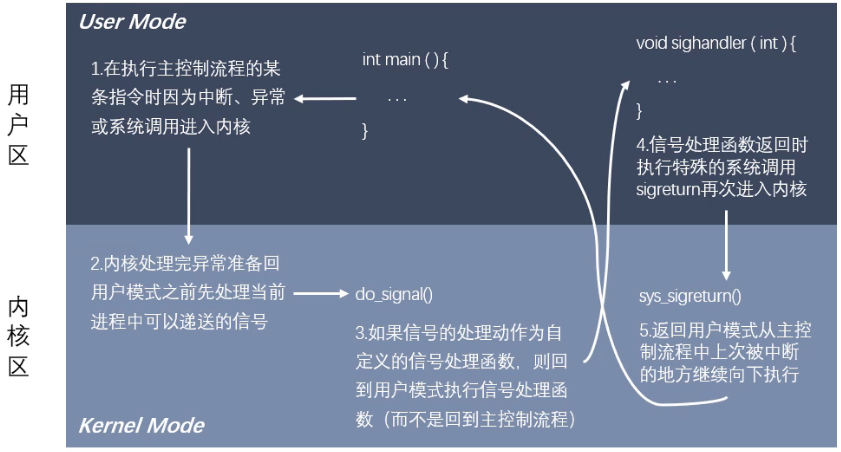 User Mode
用
户
区
1.在执行主控制流程的某
条指令时因为中断、异常
或系统调用进入内核
int main ( ) {
...
}
void sighandler ( int ) {
...
}
4.信号处理函数返回时
执行特殊的系统调用
sigreturn再次进入内核
内
核
区
2.内核处理完异常准备回
用户模式之前先处理当前
进程中可以递送的信号
do_signal()
3.如果信号的处理动作为自
定义的信号处理函数，则回
到用户模式执行信号处理函
数（而不是回到主控制流程）
sys_sigreturn()
5.返回用户模式从主控
制流程中上次被中断
的地方继续向下执行
Kernel Mode